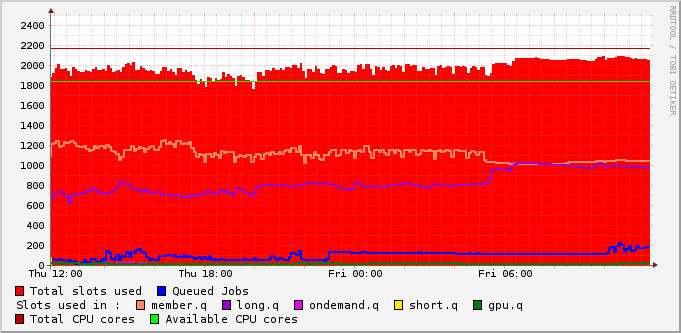 2400
2200
2000
1800
1600
1400
1200
1000
800
600
400
200
0
Thu 12:00 Thu 18:00 Fri 00:00 Fri 06:00
Total slots used Queued Jobs
Slots used in : member.q long.q ondemand.q short.q gpu.q
Total CPU cores Available CPU cores
RRDTOOL / TOBI OETIKER